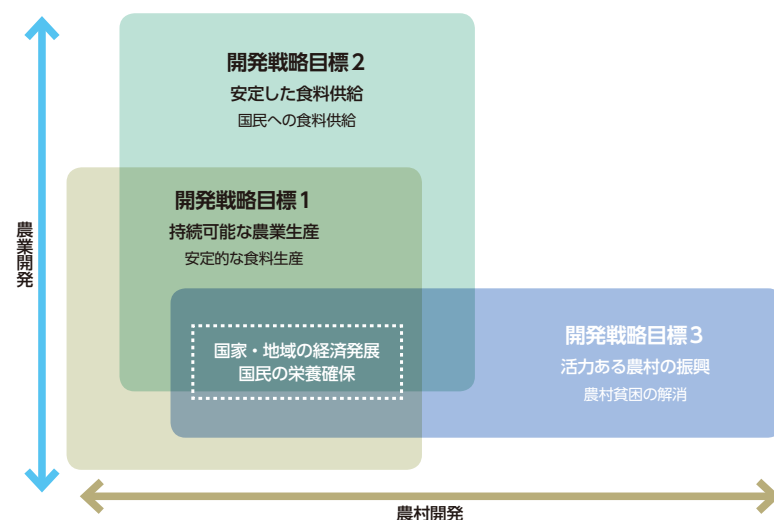 開発戦略目標2
安定した食料供給
国民への食料供給
開発戦略目標1
持続可能な農業生産
安定的な食料生産
農業開発
国家・地域の経済発展
国民の栄養確保
開発戦略目標3
活力ある農村の振興
農村貧困の解消
農村開発